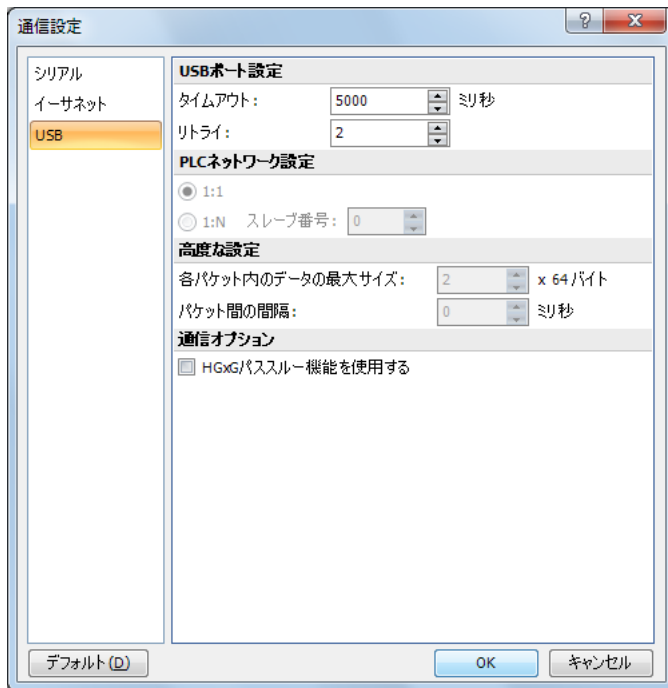 通信設定
シリアル
イーサネット
USB
USBポート設定
タイムアウト: 5000 ミリ秒
リトライ: 2
PLCネットワーク設定
1:1
1:N スレーブ番号: 0
高度な設定
各パケット内のデータの最大サイズ: 2 x 64バイト
パケット間の間隔: 0 ミリ秒
通信オプション
HGxGパススルー機能を使用する
デフォルト(D) OK キャンセル